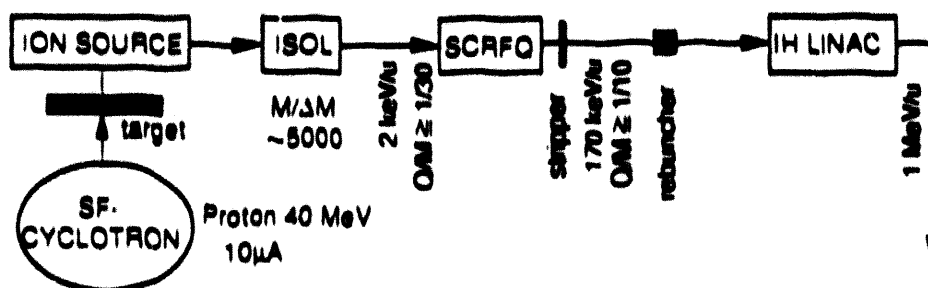 ION SOURCE
ISOL
SCRFQ
IH LINAC
target
M/ΔM
~5000
2 keV/u
Q/M ≥ 1/30
stripper
170 keV/u
Q/M ≥ 1/10
rebuncher
1 MeV/u
SF-
CYCLOTRON
Proton 40 MeV
10μA